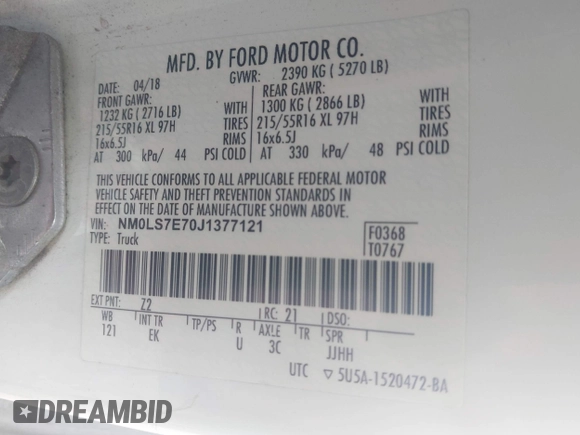 MFD. BY FORD MOTOR CO.
DATE: 04/18 GVWR: 2390 KG ( 5270 LB)
FRONT GAWR: REAR GAWR:
1232 KG ( 2716 LB) WITH 1300 KG ( 2866 LB) WITH
215/55R16 XL 97H TIRES 215/55R16 XL 97H TIRES
16x6.5J RIMS 16x6.5J RIMS
AT 300 kPa/ 44 PSI COLD AT 330 kPa/ 48 PSI COLD
THIS VEHICLE CONFORMS TO ALL APPLICABLE FEDERAL MOTOR
VEHICLE SAFETY AND THEFT PREVENTION STANDARDS IN
EFFECT ON THE DATE OF MANUFACTURE SHOWN ABOVE.
VIN: NM0LS7E70J1377121 F0368
TYPE: Truck T0767
EXT PNT: Z2 RC: 21 DSO:
WB INT TR TP/PS R AXLE TR SPR
121 EK U 3C JJHH
UTC ▽5U5A-1520472-BA
DREAMBID